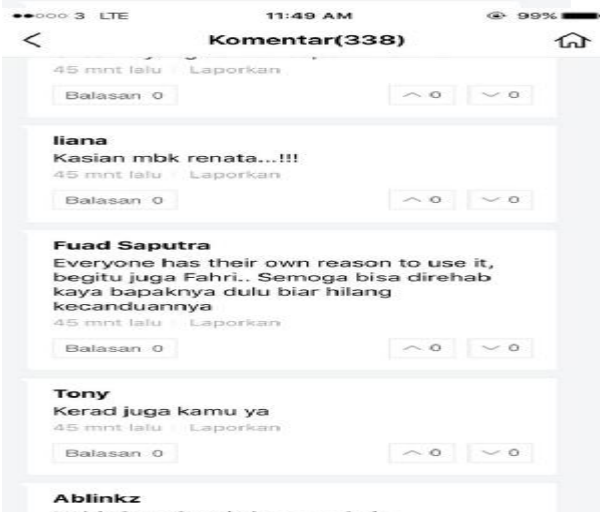 3 LTE 11:49 AM 99%
Komentar(338)
45 mnt lalu Laporkan
Balasan 0 0 0
liana
Kasian mbk renata...!!!
45 mnt lalu Laporkan
Balasan 0 0 0
Fuad Saputra
Everyone has their own reason to use it,
begitu juga Fahri.. Semoga bisa direhab
kaya bapaknya dulu biar hilang
kecanduannya
45 mnt lalu Laporkan
Balasan 0 0 0
Tony
Kerad juga kamu ya
45 mnt lalu Laporkan
Balasan 0 0 0
Ablinkz